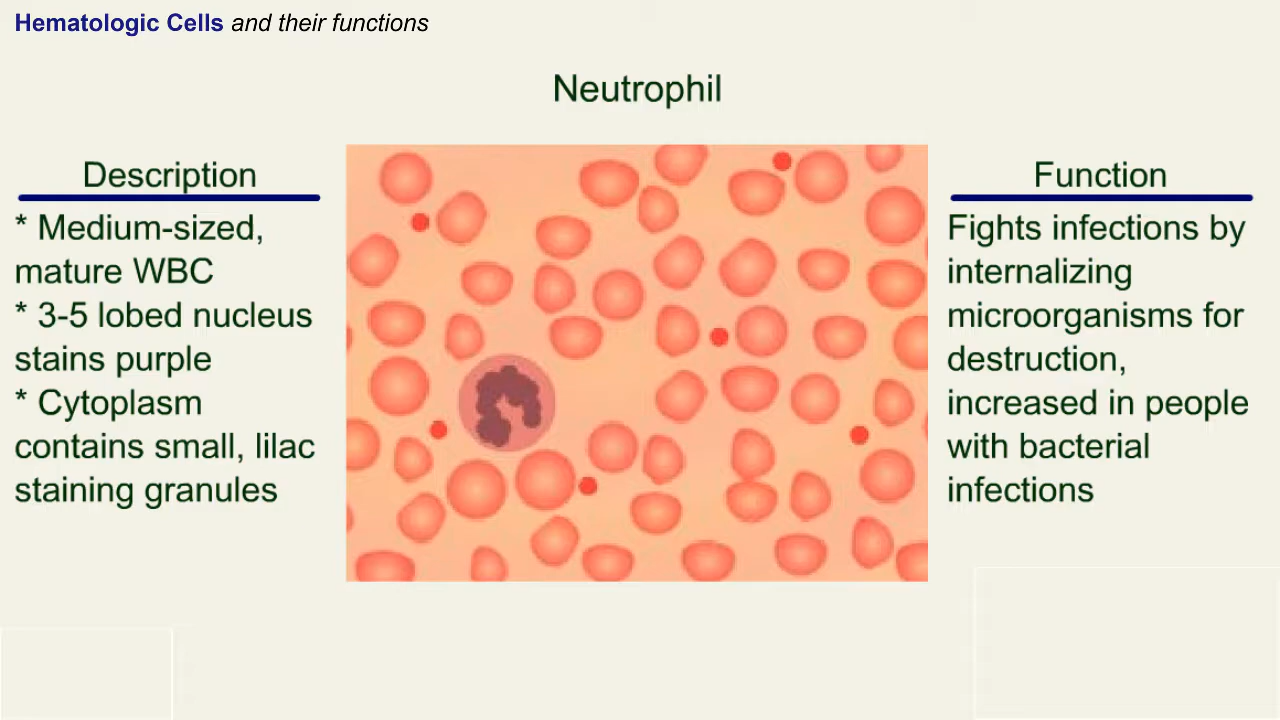 Hematologic Cells and their functions
Neutrophil
Description
* Medium-sized,
mature WBC
* 3-5 lobed nucleus
stains purple
* Cytoplasm
contains small, lilac
staining granules
Function
Fights infections by
internalizing
microorganisms for
destruction,
increased in people
with bacterial
infections